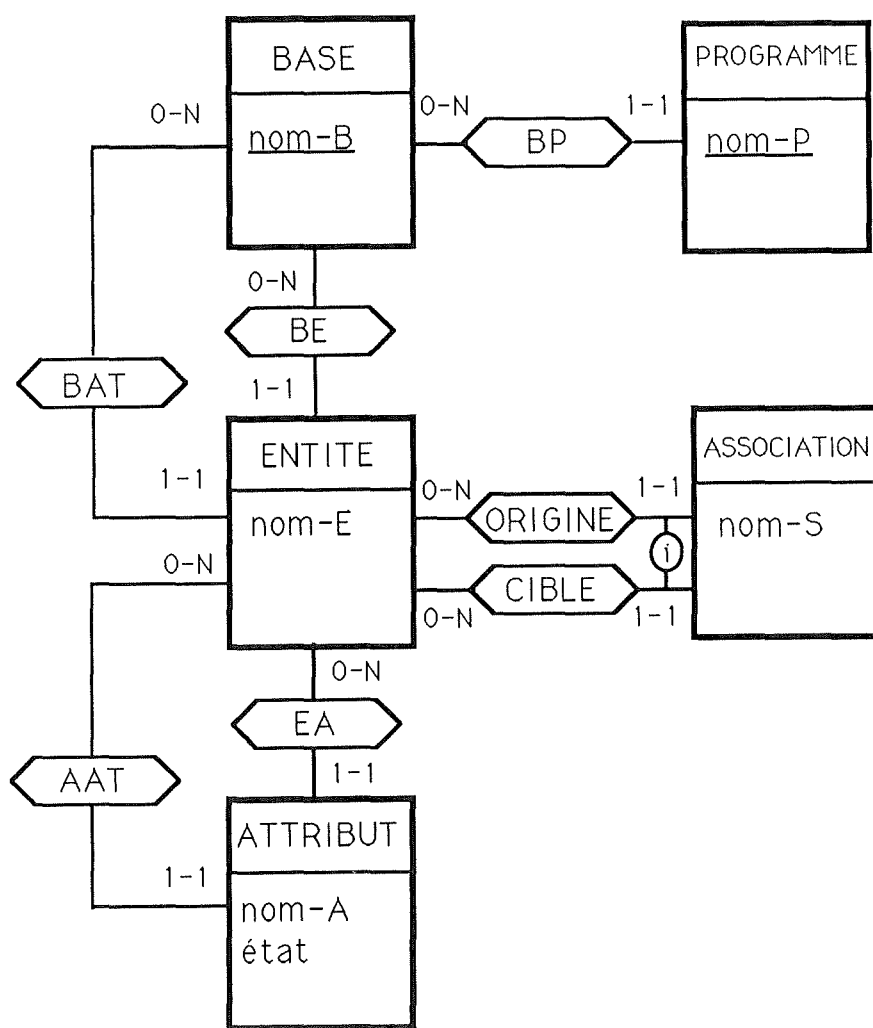 BASE
PROGRAMME
0-N
0-N
1-1
nom-B
BP
nom-P
0-N
BE
BAT
1-1
ENTITE
ASSOCIATION
1-1
0-N
1-1
nom-E
ORIGINE
nom-S
i
0-N
CIBLE
0-N
1-1
0-N
EA
AAT
1-1
ATTRIBUT
1-1
nom-A
état